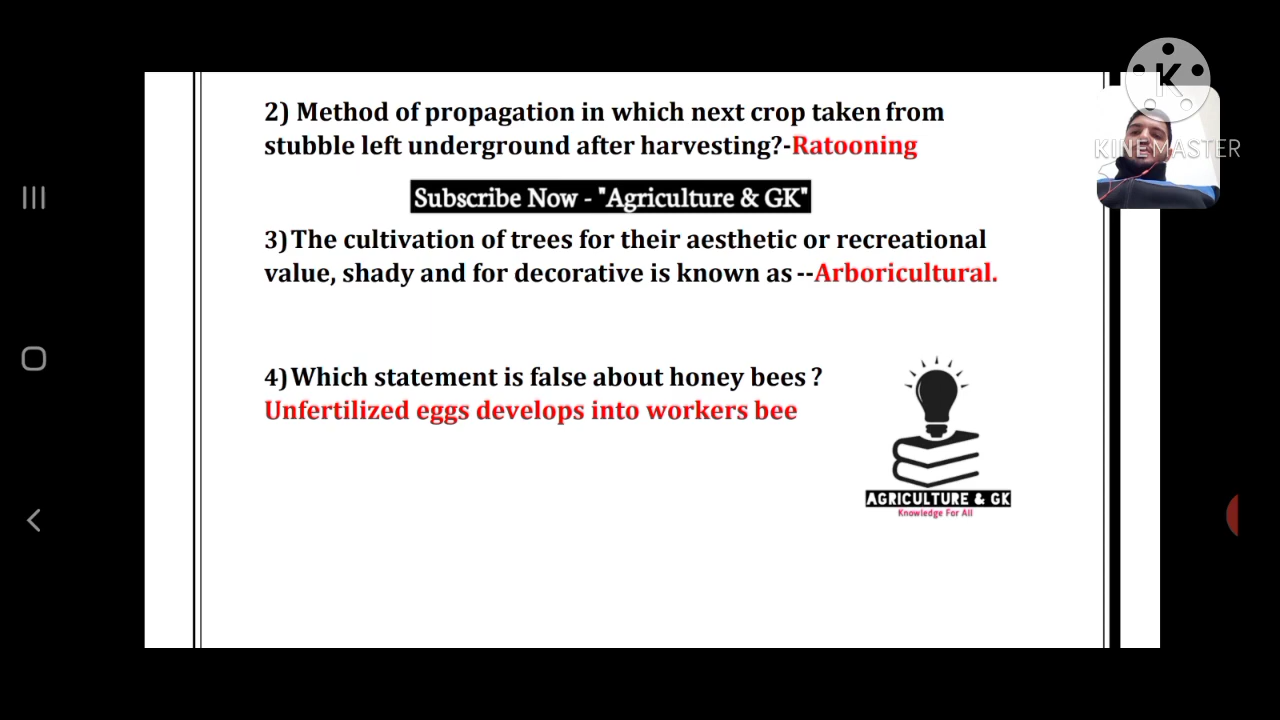 2) Method of propagation in which next crop taken from
stubble left underground after harvesting?-Ratooning
Subscribe Now - "Agriculture & GK"
3)The cultivation of trees for their aesthetic or recreational
value, shady and for decorative is known as --Arboricultural.
4)Which statement is false about honey bees ?
Unfertilized eggs develops into workers bee
AGRICULTURE & GK
Knowledge For All
K
KINEMASTER